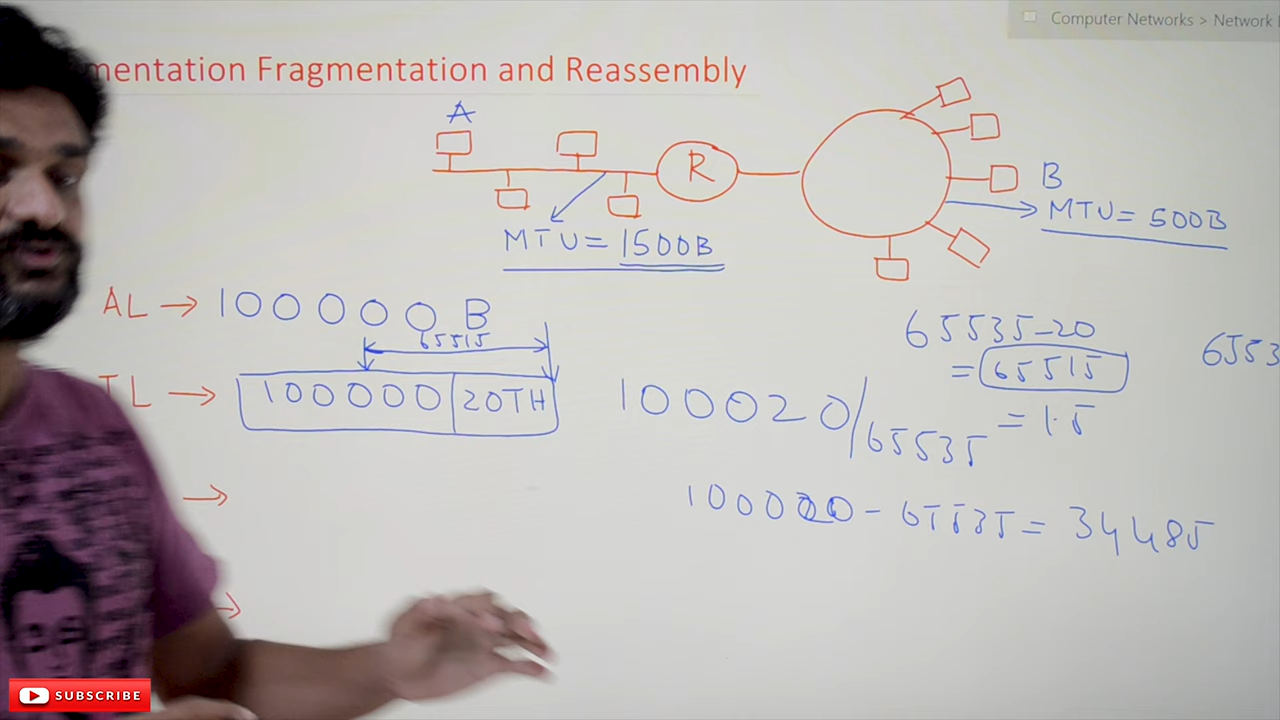 Computer Networks > Network
mentation Fragmentation and Reassembly
A
R
B
MTU = 500B
MTU = 1500B
AL → 100000 B
65515
65535-20
= 65515
6553
TL → 100000 20TH
100020/65535 = 1.5
→
100020 - 65535 = 34485
→
SUBSCRIBE